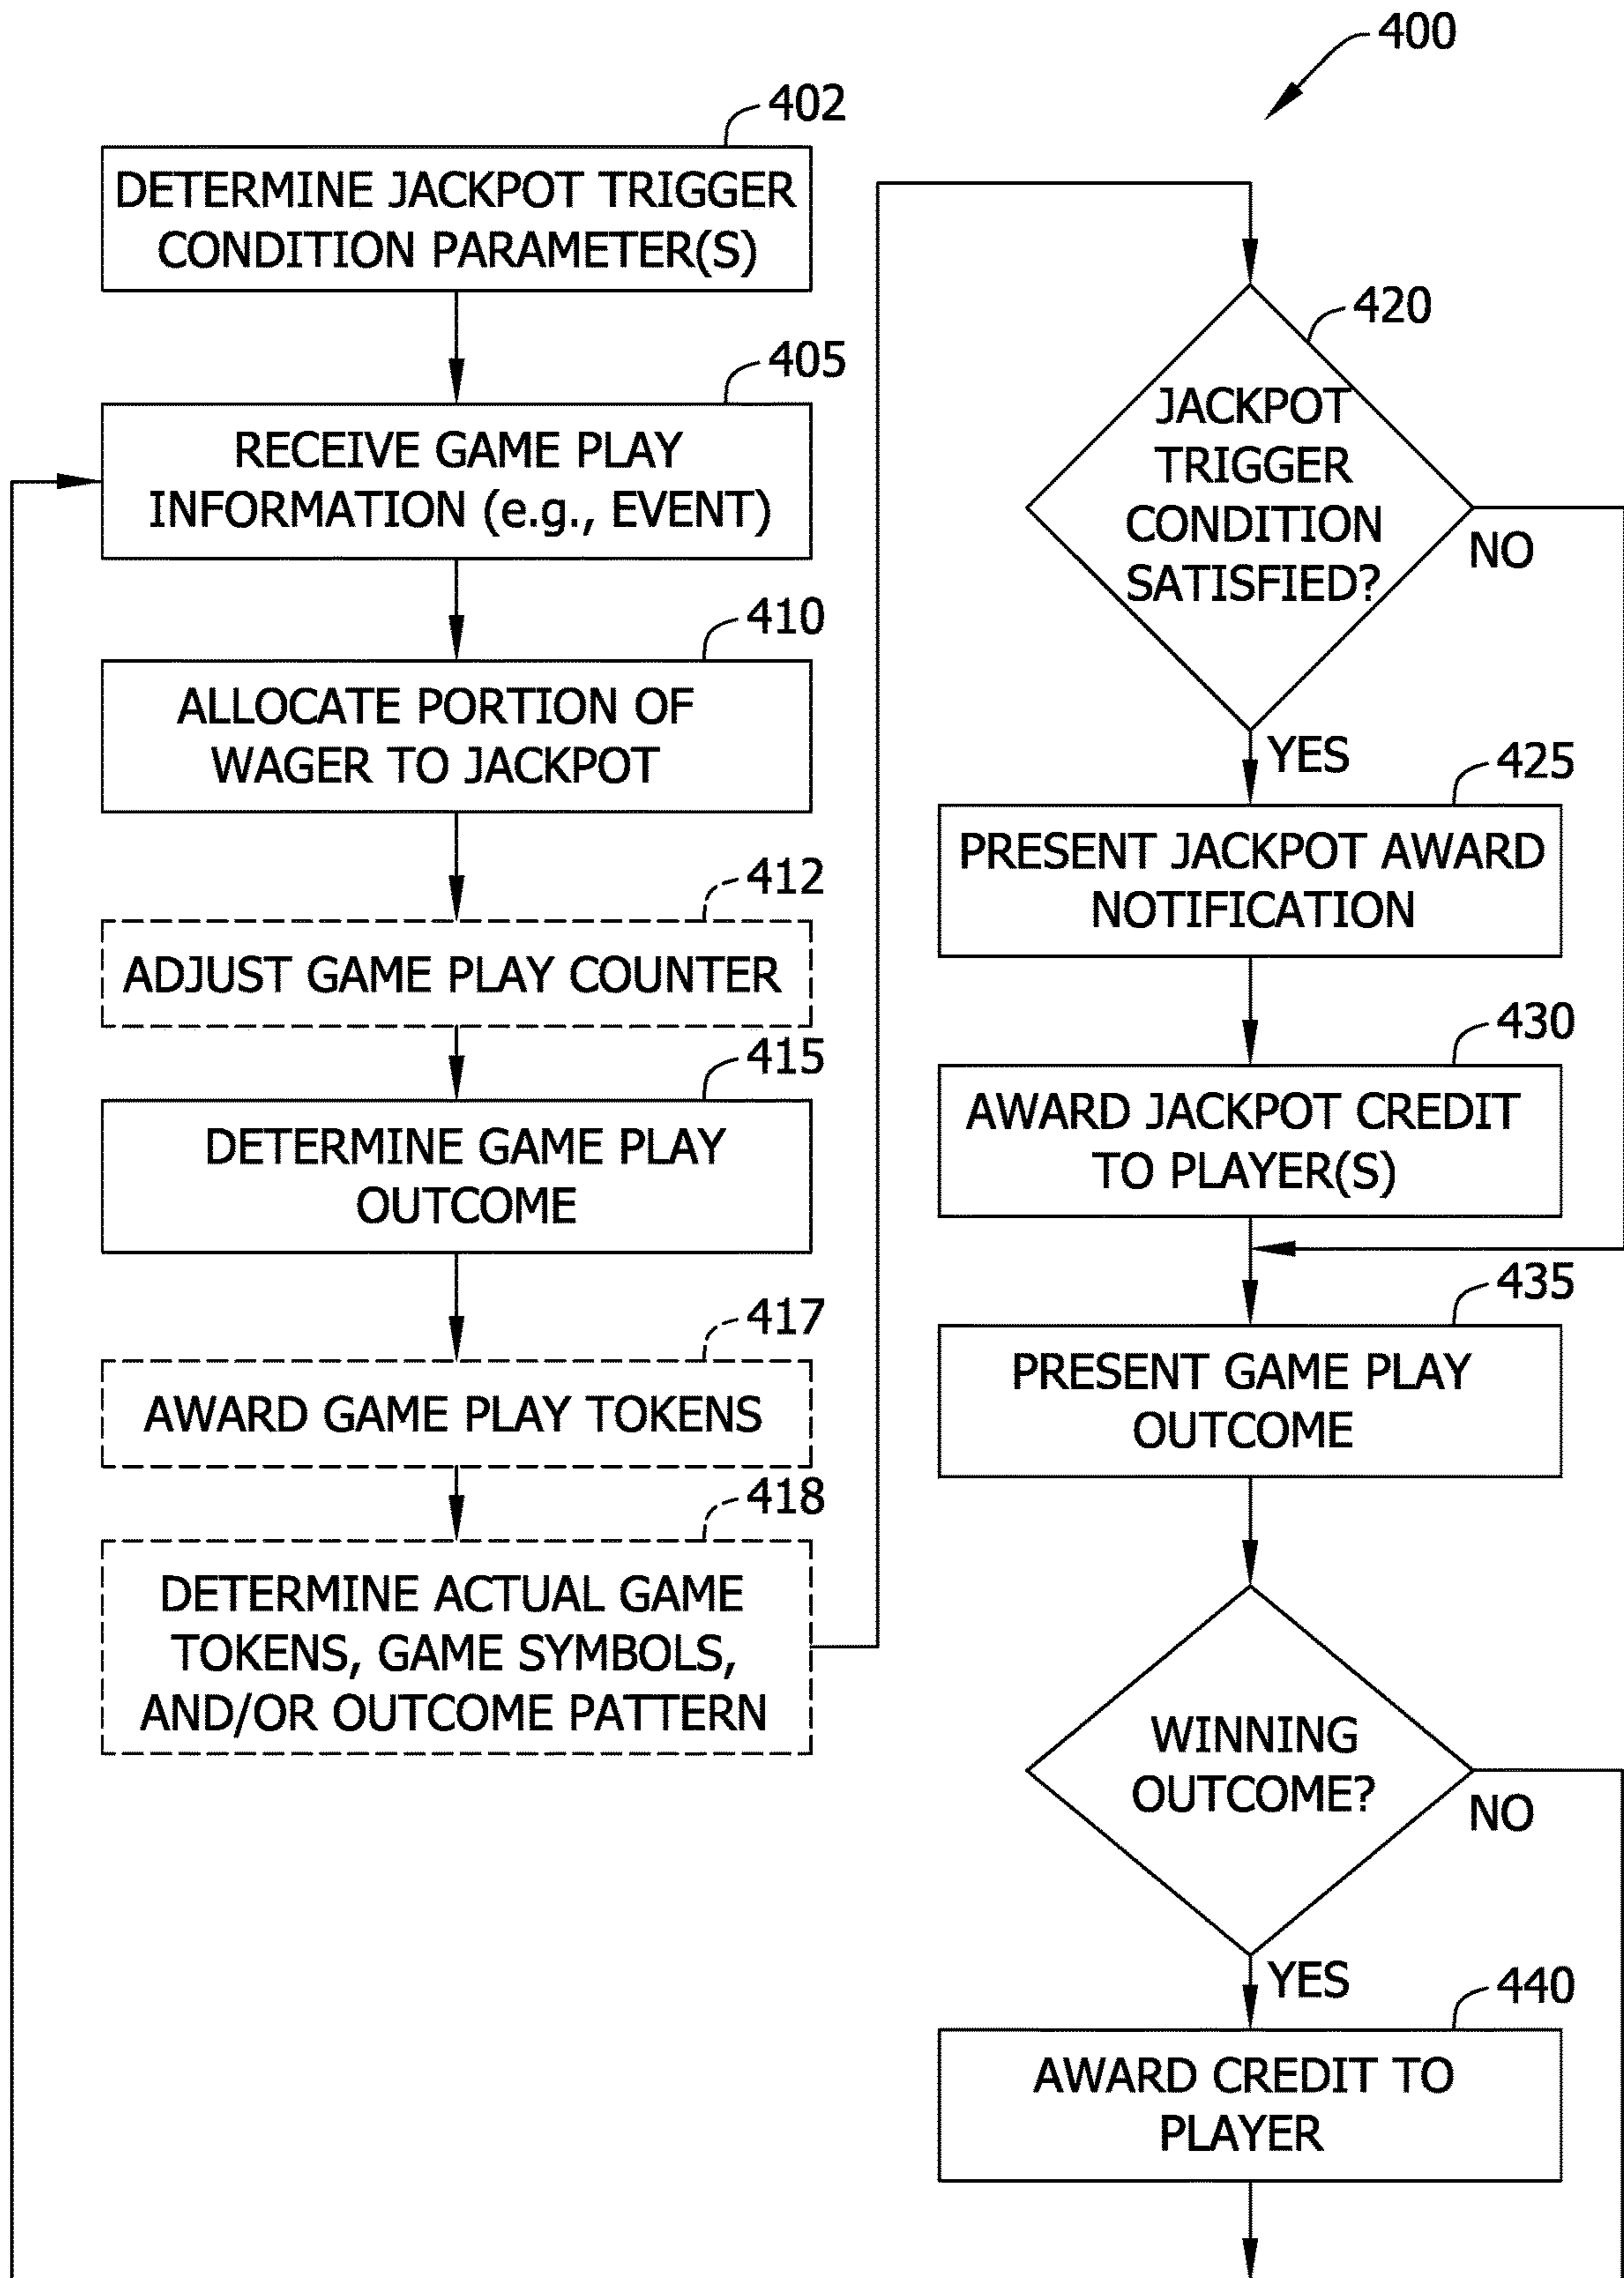 400
402
DETERMINE JACKPOT TRIGGER
CONDITION PARAMETER(S)
405
RECEIVE GAME PLAY
INFORMATION (e.g., EVENT)
410
ALLOCATE PORTION OF
WAGER TO JACKPOT
412
ADJUST GAME PLAY COUNTER
415
DETERMINE GAME PLAY
OUTCOME
417
AWARD GAME PLAY TOKENS
418
DETERMINE ACTUAL GAME
TOKENS, GAME SYMBOLS,
AND/OR OUTCOME PATTERN
420
JACKPOT
TRIGGER
CONDITION
SATISFIED?
NO
YES
425
PRESENT JACKPOT AWARD
NOTIFICATION
430
AWARD JACKPOT CREDIT
TO PLAYER(S)
435
PRESENT GAME PLAY
OUTCOME
WINNING
OUTCOME?
NO
YES
440
AWARD CREDIT TO
PLAYER